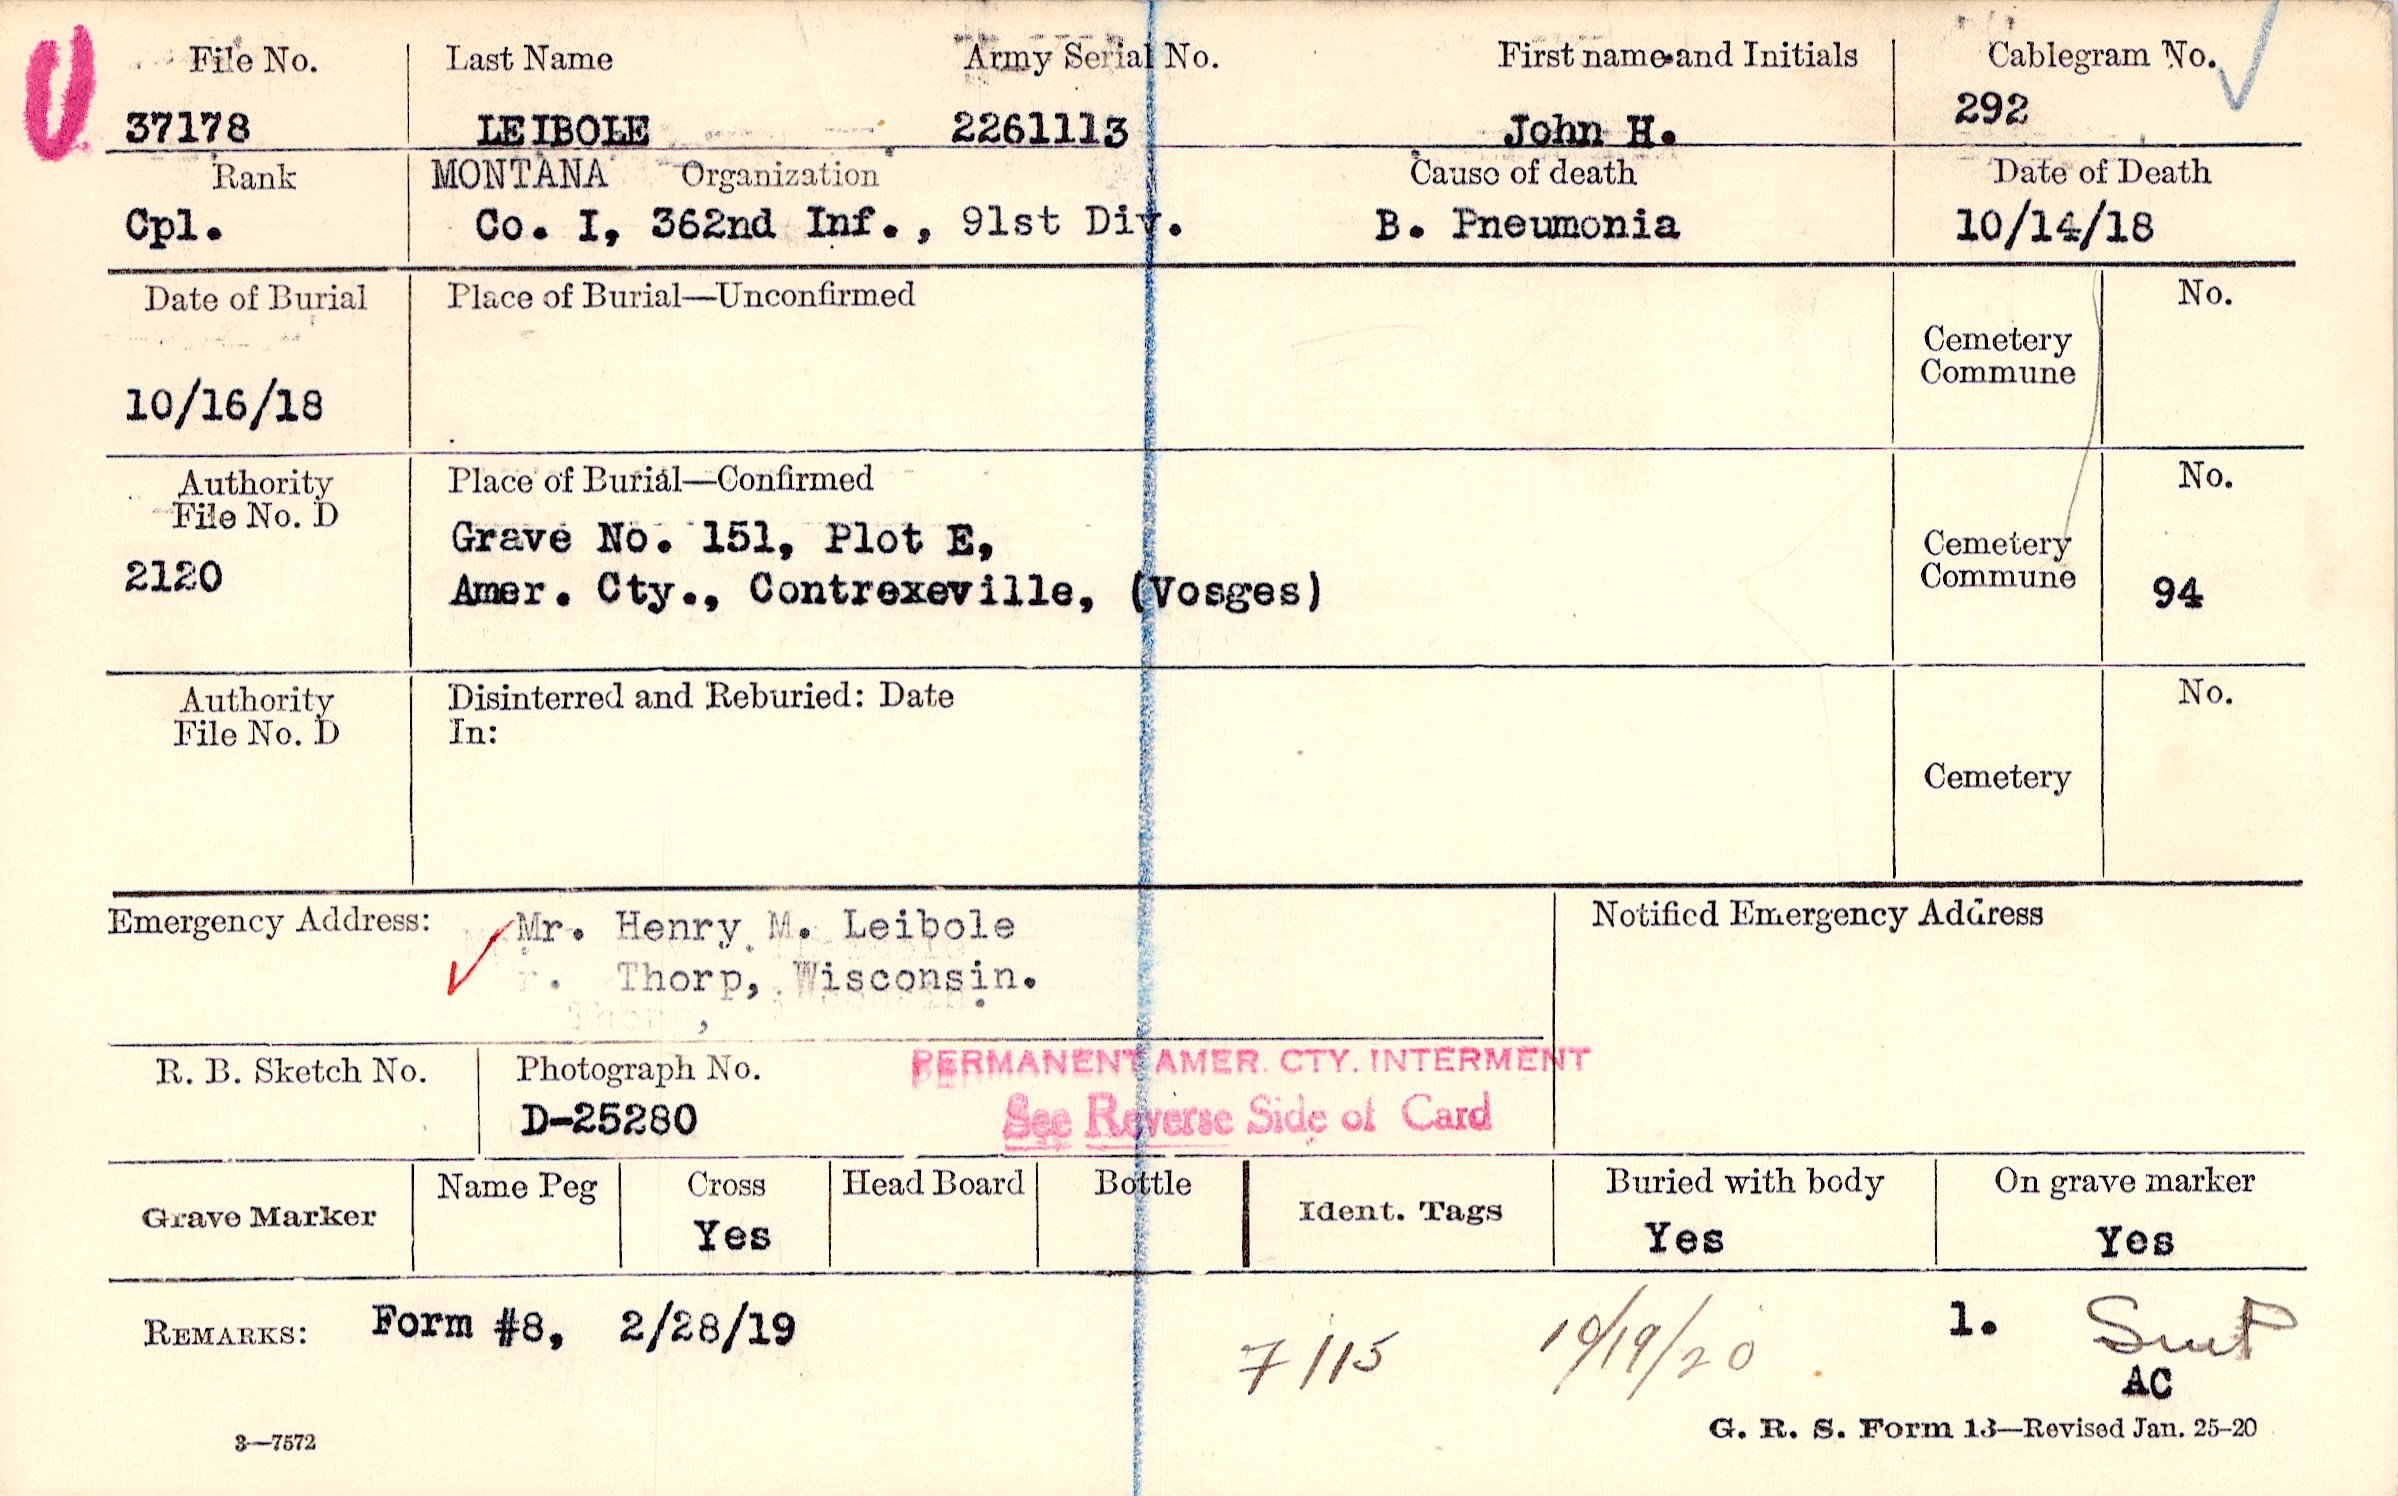 File No. Last Name Army Serial No. First name and Initials Cablegram No.
37178 LEIBOLE 2261113 John H. 292
Rank MONTANA Organization Cause of death Date of Death
Cpl. Co. I, 362nd Inf., 91st Div. B. Pneumonia 10/14/18
Date of Burial Place of Burial—Unconfirmed No.
Cemetery
Commune
10/16/18
Authority Place of Burial—Confirmed No.
File No. D
Grave No. 151, Plot E,
Cemetery
2120 Amer. Cty., Contrexeville, (Vosges) Commune 94
Authority Disinterred and Reburied: Date No.
File No. D In:
Cemetery
Emergency Address: Mr. Henry M. Leibole Notified Emergency Address
Thorp, Wisconsin.
R. B. Sketch No. Photograph No. PERMANENT AMER. CTY. INTERMENT
D-25280 See Reverse Side of Card
Name Peg Cross Head Board Bottle Buried with body On grave marker
Grave Marker Ident. Tags
Yes Yes Yes
REMARKS: Form #8, 2/28/19 7/15 10/19/20 1.
AC
3—7572 G. R. S. Form 13—Revised Jan. 25-20